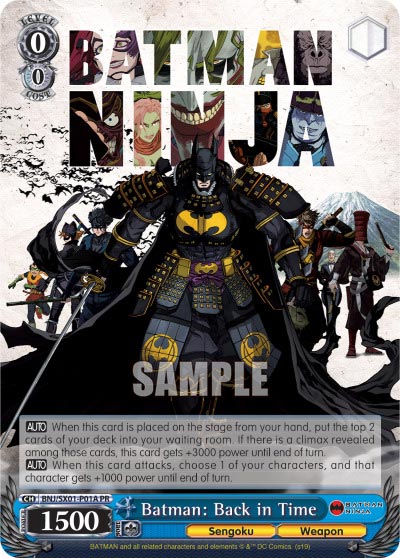 LEVEL
0
0
COST
BATMAN
NINJA
SAMPLE
AUTO When this card is placed on the stage from your hand, put the top 2
cards of your deck into your waiting room. If there is a climax revealed
among those cards, this card gets +3000 power until end of turn.
AUTO When this card attacks, choose 1 of your characters, and that
character gets +1000 power until end of turn.
CH BNJ/SX01-P01A PR
POWER
1500
Batman: Back in Time
BATMAN
NINJA
Sengoku
Weapon
BATMAN and all related characters and elements © & ™ DC Comics. (s19)